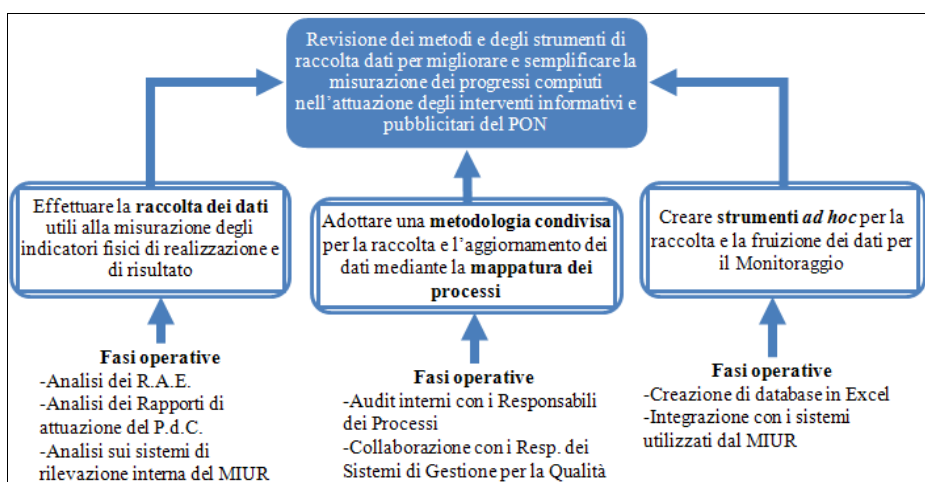 Revisione dei metodi e degli strumenti di
raccolta dati per migliorare e semplificare la
misurazione dei progressi compiuti
nell'attuazione degli interventi informativi e
pubblicitari del PON
Effettuare la raccolta dei dati
utili alla misurazione degli
indicatori fisici di realizzazione e
di risultato
Adottare una metodologia condivisa
per la raccolta e l'aggiornamento dei
dati mediante la mappatura dei
processi
Creare strumenti ad hoc per la
raccolta e la fruizione dei dati per
il Monitoraggio
Fasi operative
-Analisi dei R.A.E.
-Analisi dei Rapporti di
attuazione del P.d.C.
-Analisi sui sistemi di
rilevazione interna del MIUR
Fasi operative
-Audit interni con i Responsabili
dei Processi
-Collaborazione con i Resp. dei
Sistemi di Gestione per la Qualità
Fasi operative
-Creazione di database in Excel
-Integrazione con i sistemi
utilizzati dal MIUR